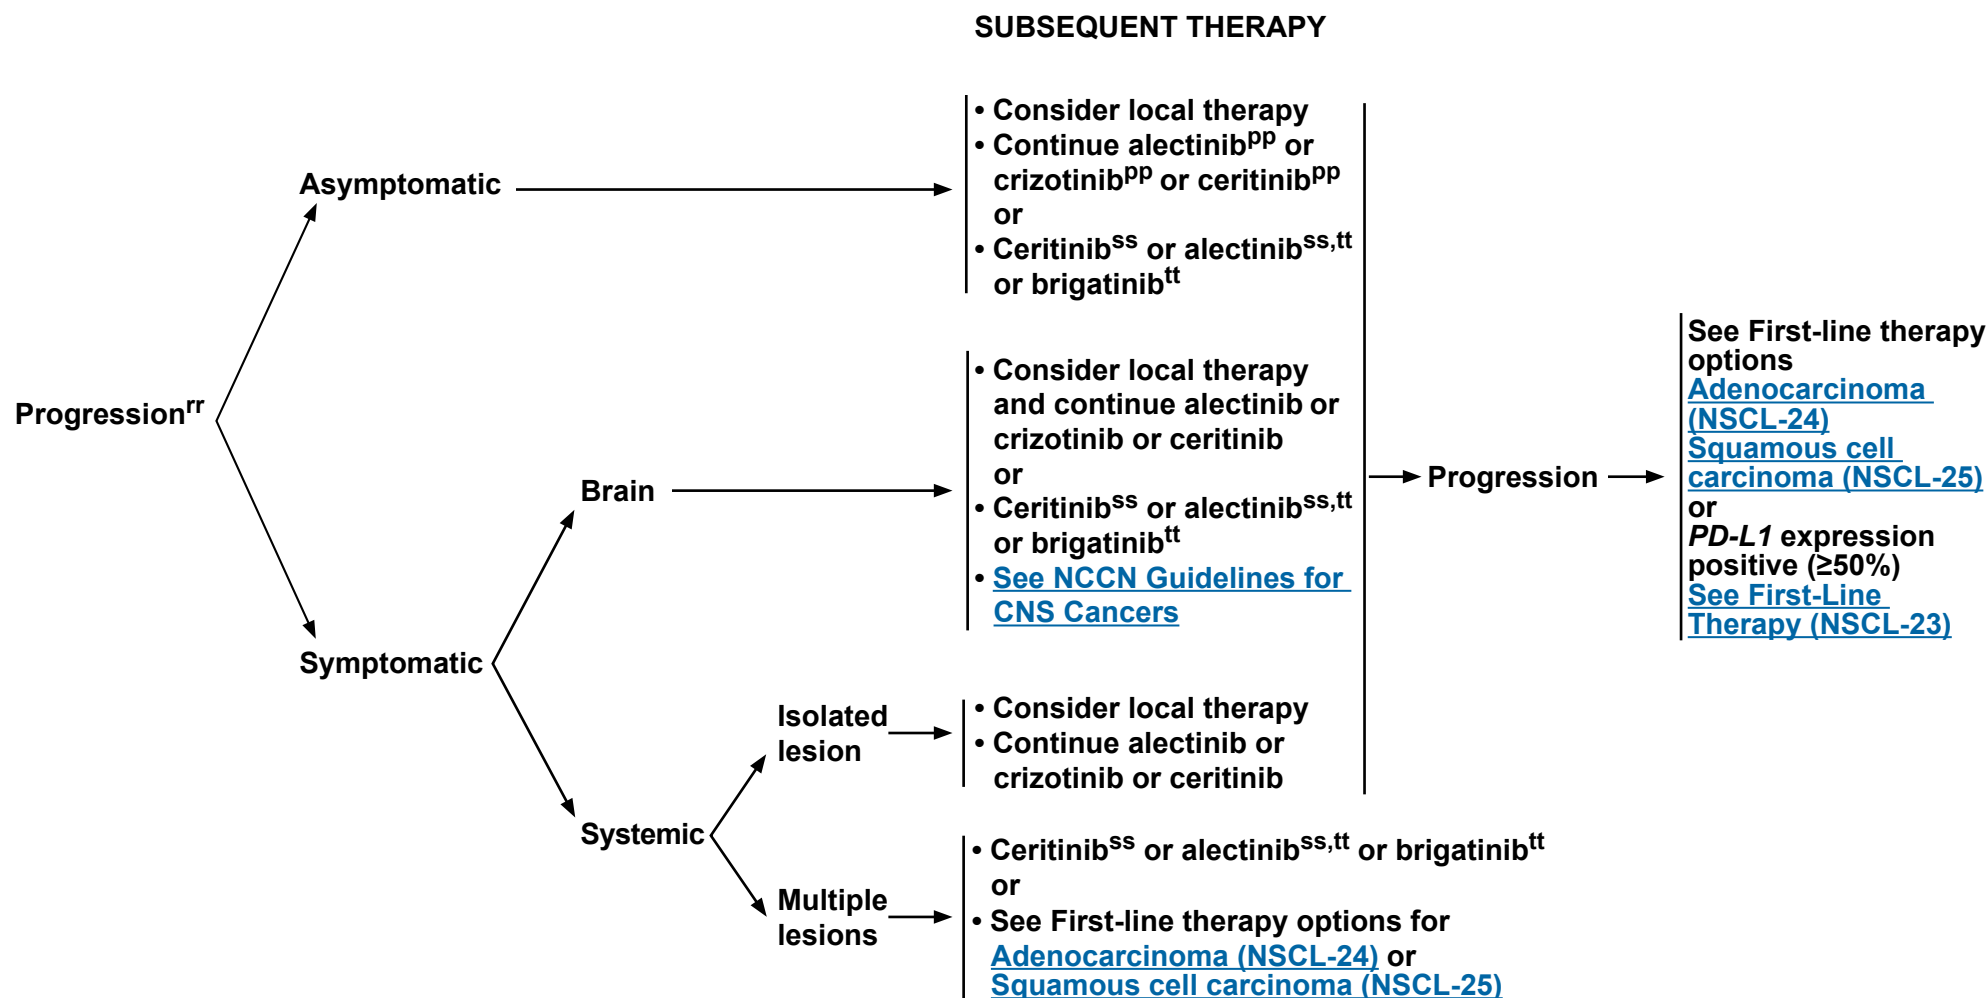 SUBSEQUENT THERAPY
• Consider local therapy
• Continue alectinibpp or
crizotinibpp or ceritinibpp
or
• Ceritinibss or alectinibss,tt
or brigatinibtt
Asymptomatic
Progressionrr
• Consider local therapy
and continue alectinib or
crizotinib or ceritinib
or
• Ceritinibss or alectinibss,tt
or brigatinibtt
• See NCCN Guidelines for
CNS Cancers
Brain
Symptomatic
Isolated
lesion
• Consider local therapy
• Continue alectinib or
crizotinib or ceritinib
Systemic
Multiple
lesions
• Ceritinibss or alectinibss,tt or brigatinibtt
or
• See First-line therapy options for
Adenocarcinoma (NSCL-24) or
Squamous cell carcinoma (NSCL-25)
Progression
See First-line therapy
options
Adenocarcinoma
(NSCL-24)
Squamous cell
carcinoma (NSCL-25)
or
PD-L1 expression
positive (≥50%)
See First-Line
Therapy (NSCL-23)